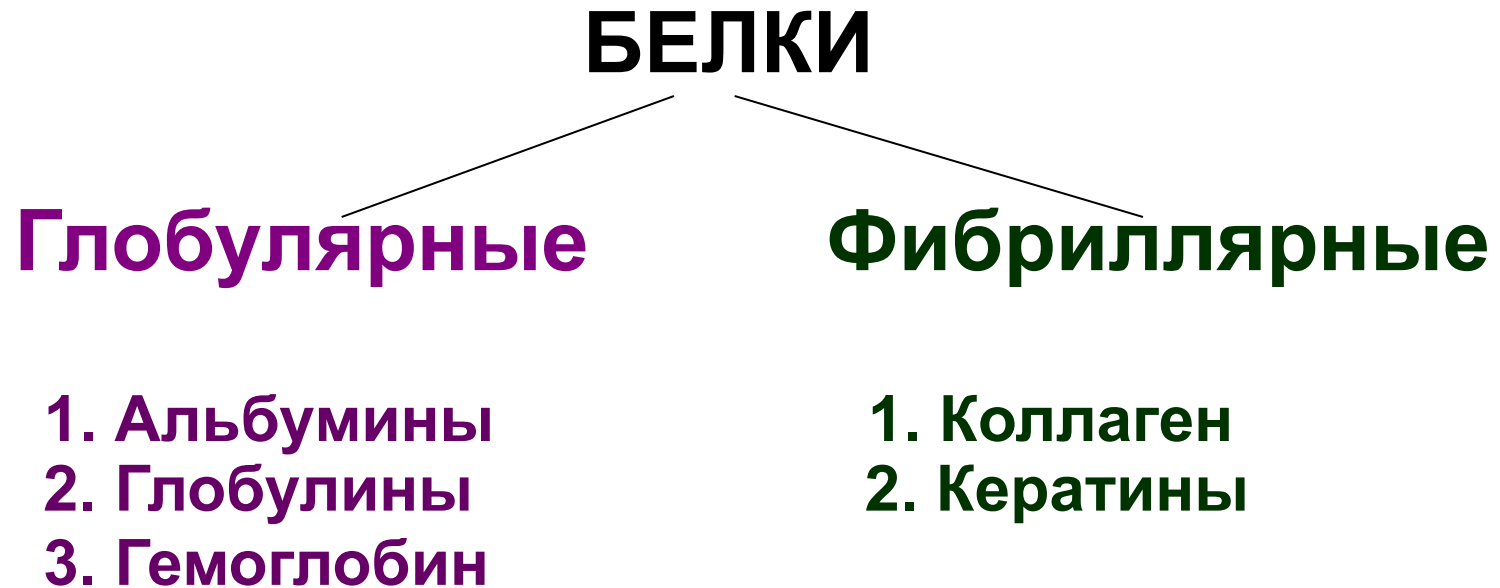 БЕЛКИ
Глобулярные
Фибриллярные
1. Альбумины
2. Глобулины
3. Гемоглобин
1. Коллаген
2. Кератины